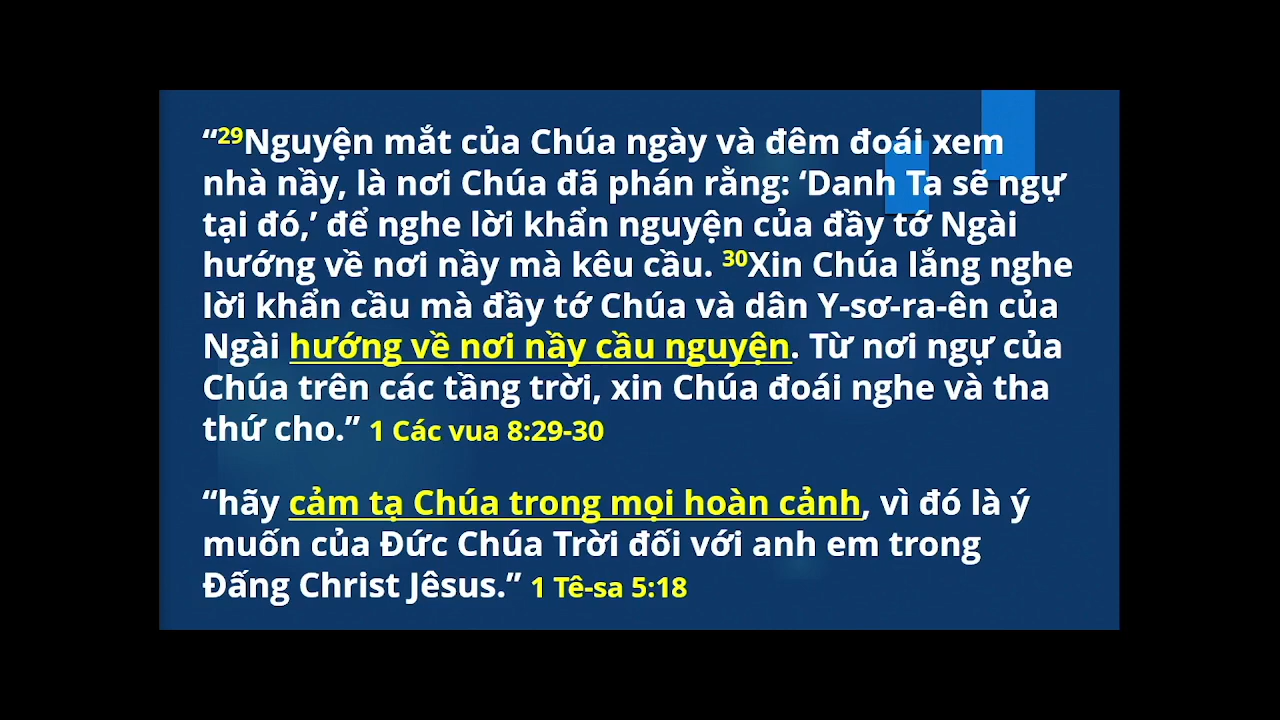 “29Nguyện mắt của Chúa ngày và đêm đoái xem
nhà nầy, là nơi Chúa đã phán rằng: ‘Danh Ta sẽ ngự
tại đó,’ để nghe lời khẩn nguyện của đầy tớ Ngài
hướng về nơi nầy mà kêu cầu. 30Xin Chúa lắng nghe
lời khẩn cầu mà đầy tớ Chúa và dân Y-sơ-ra-ên của
Ngài hướng về nơi nầy cầu nguyện. Từ nơi ngự của
Chúa trên các tầng trời, xin Chúa đoái nghe và tha
thứ cho.” 1 Các vua 8:29-30
“hãy cảm tạ Chúa trong mọi hoàn cảnh, vì đó là ý
muốn của Đức Chúa Trời đối với anh em trong
Đấng Christ Jêsus.” 1 Tê-sa 5:18